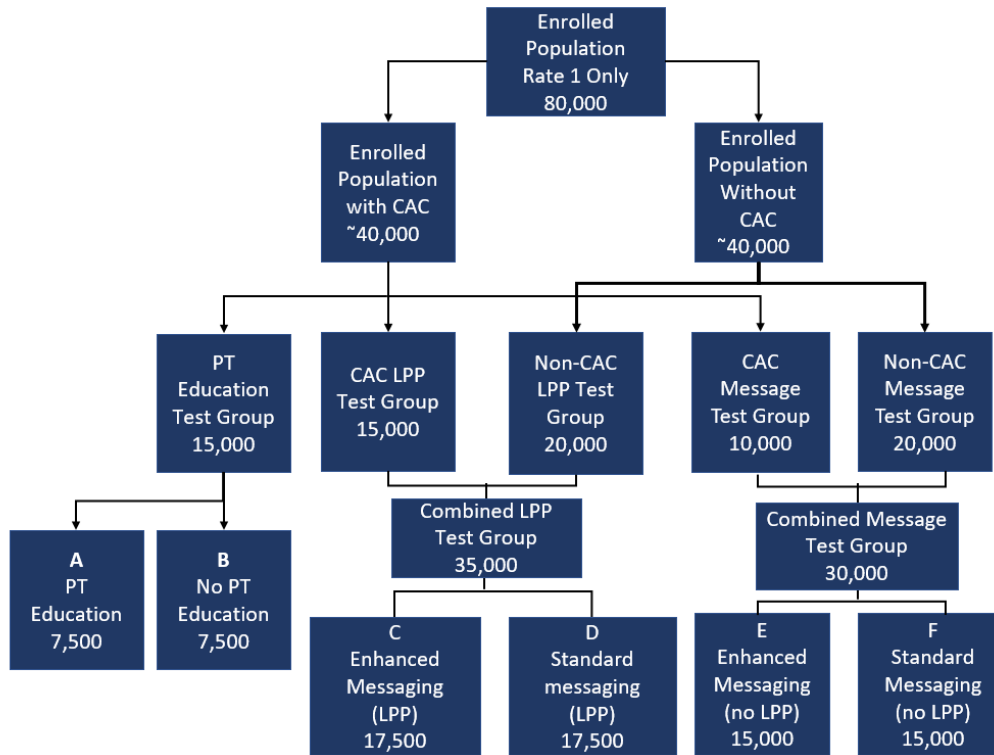 Enrolled
Population
Rate 1 Only
80,000
Enrolled
Population
with CAC
~40,000
Enrolled
Population
Without
CAC
~40,000
PT
Education
Test Group
15,000
CAC LPP
Test Group
15,000
Non-CAC
LPP Test
Group
20,000
CAC
Message
Test Group
10,000
Non-CAC
Message
Test Group
20,000
Combined LPP
Test Group
35,000
Combined Message
Test Group
30,000
A
PT
Education
7,500
B
No PT
Education
7,500
C
Enhanced
Messaging
(LPP)
17,500
D
Standard
messaging
(LPP)
17,500
E
Enhanced
Messaging
(no LPP)
15,000
F
Standard
Messaging
(no LPP)
15,000